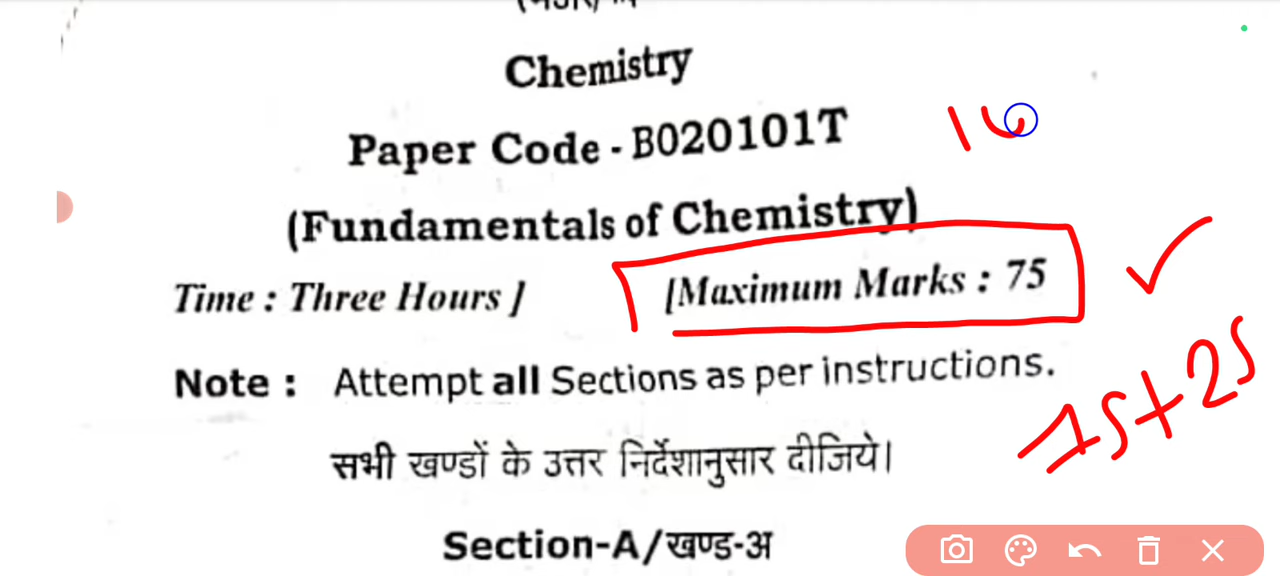 Chemistry
Paper Code - B020101T
(Fundamentals of Chemistry)
Time : Three Hours ]
[Maximum Marks : 75
75+25
Note : Attempt all Sections as per instructions.
सभी खण्डों के उत्तर निर्देशानुसार दीजिये।
Section-A/खण्ड-अ